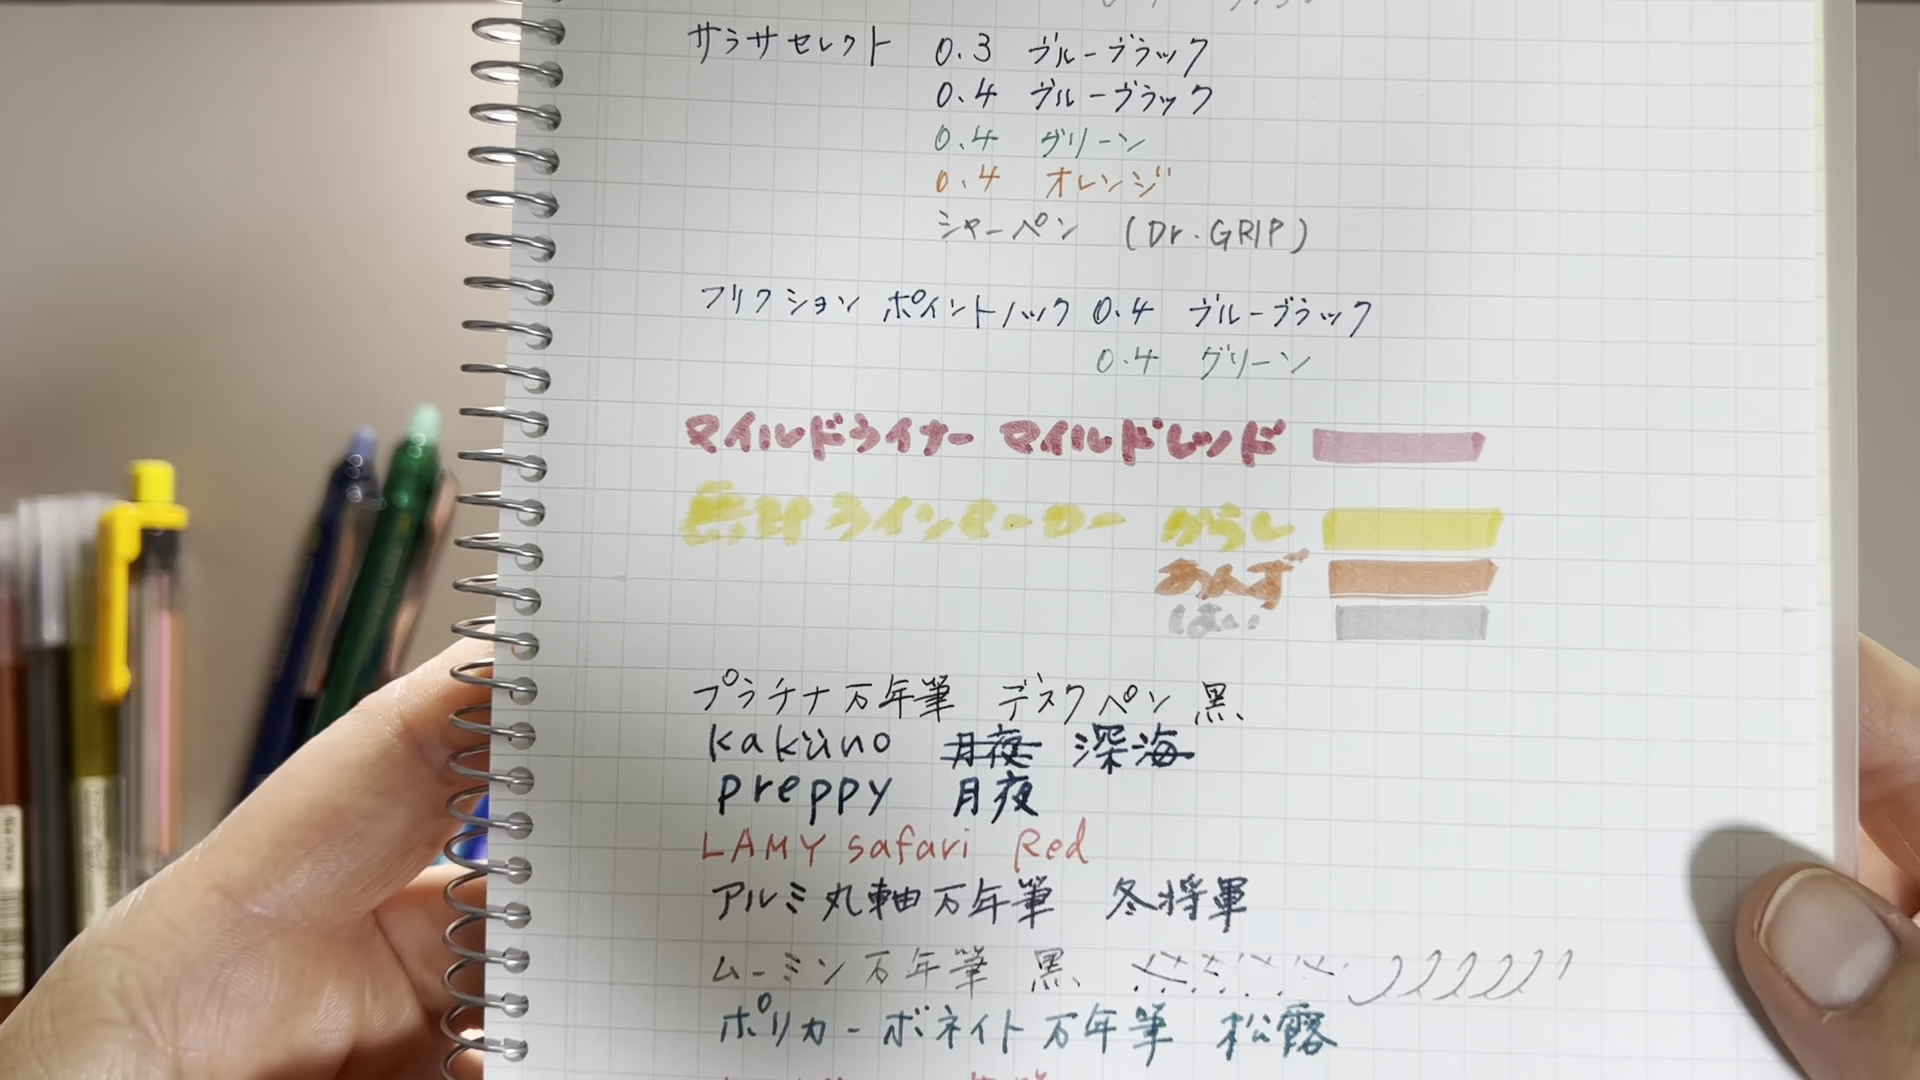 サラサセレクト 0.3 ブルーブラック
0.4 ブルーブラック
0.4 グリーン
0.4 オレンジ
シャーペン (Dr.GRIP)
フリクション ポイントノック 0.4 ブルーブラック
0.4 グリーン
マイルドライナー マイルドレッド
ラインマーカー からし
あんず
はい
プラチナ万年筆 デスクペン 黒
kakuno 月夜 深海
preppy 月夜
LAMY safari Red
アルミ丸軸万年筆 冬将軍
ムーミン万年筆 黒
ポリカーボネイト万年筆 松露